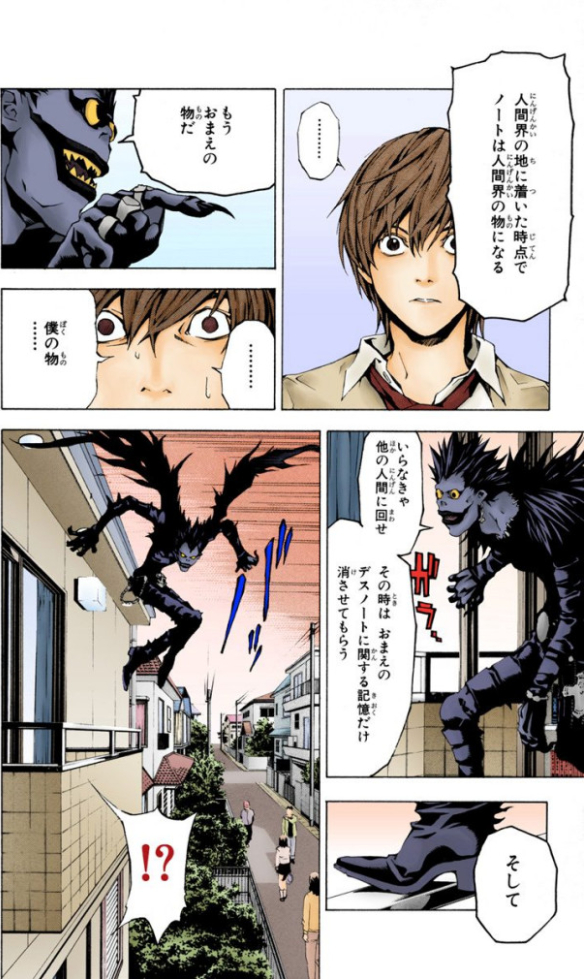 人間界の地に着いた時点で
ノートは人間界の物になる
………
もう
おまえの
物だ
………
僕の物
……
いらなきゃ
他の人間に回せ
その時は おまえの
デスノートに関する記憶だけ
消させてもらう
ガラ、
そして
バッ
!?